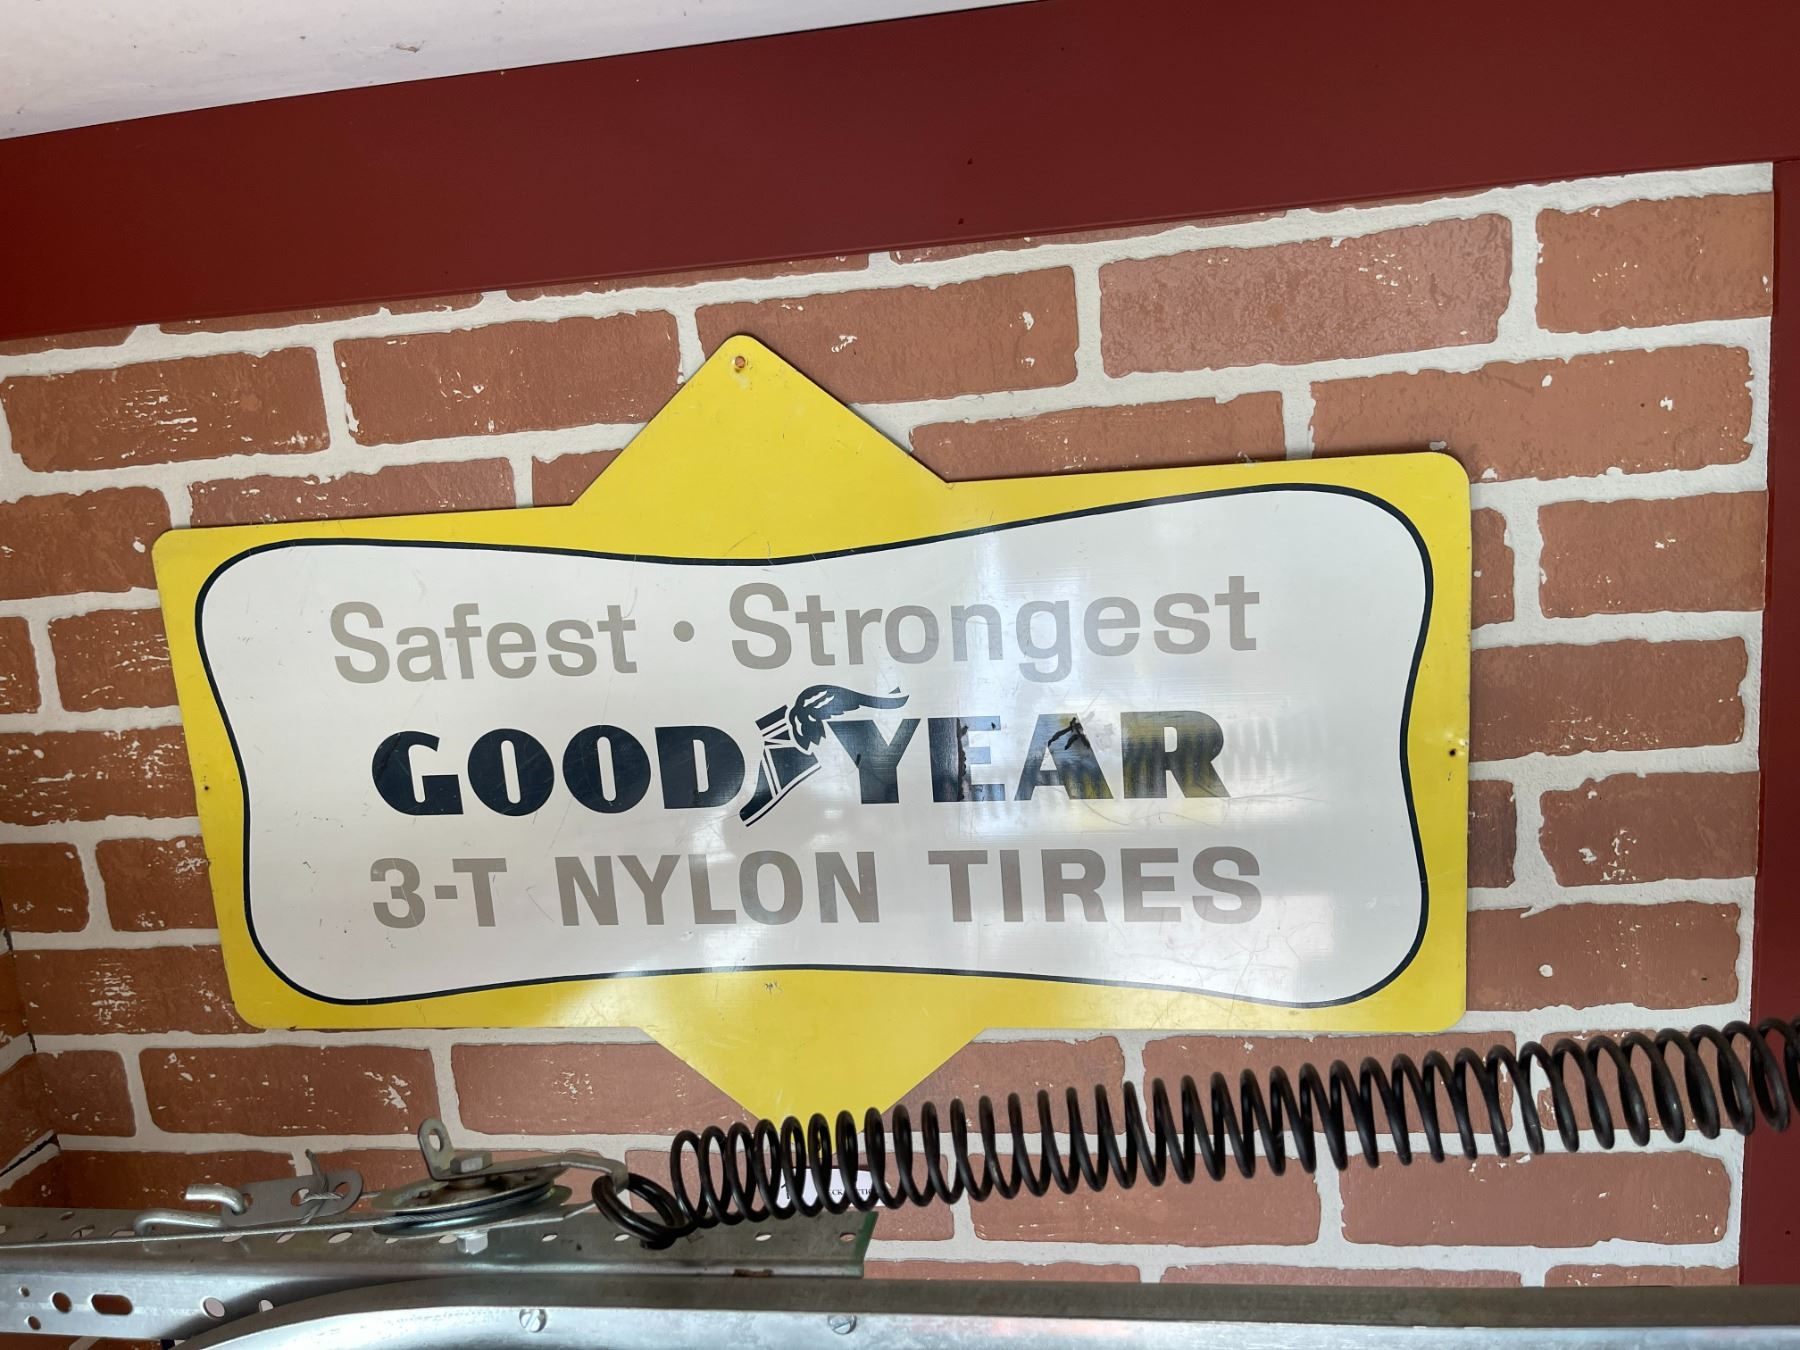 Safest • Strongest
GOODYEAR
3-T NYLON TIRES